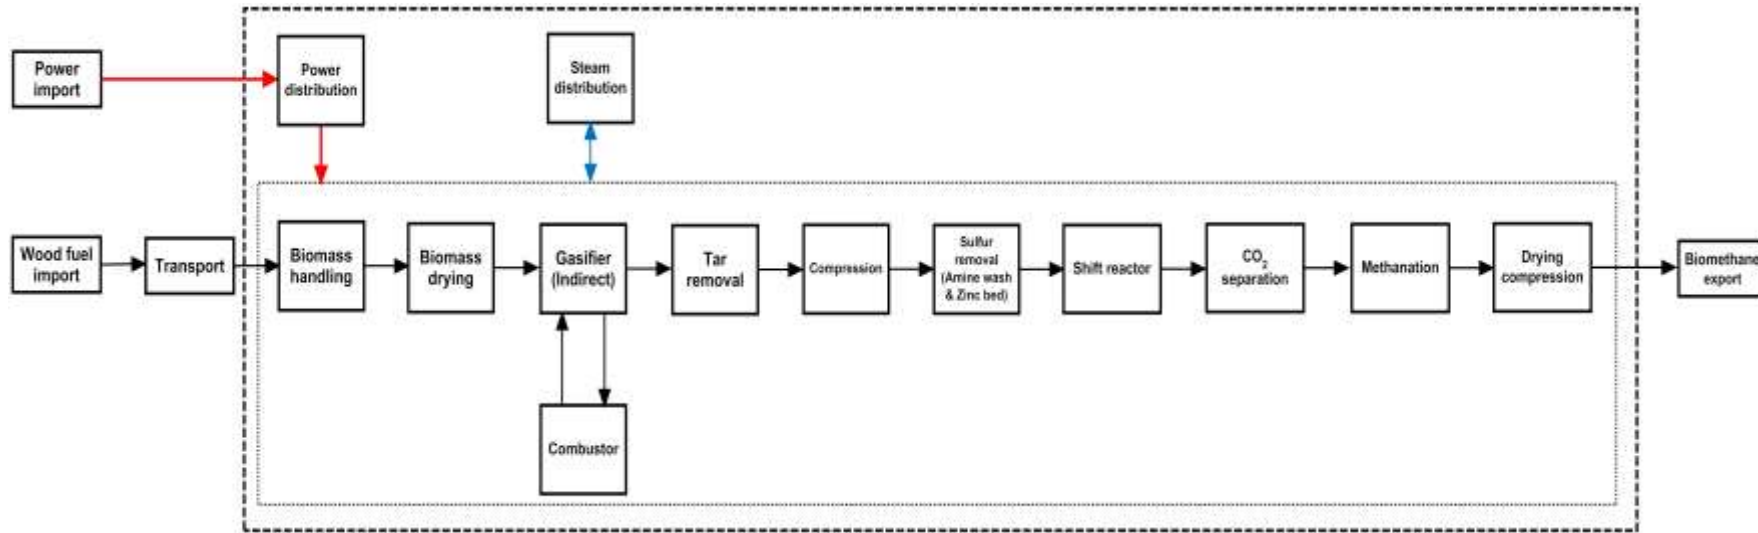 Power
import
Power
distribution
Steam
distribution
Wood fuel
import
Transport
Biomass
handling
Biomass
drying
Gasifier
(Indirect)
Tar
removal
Compression
Sulfur
removal
(Amine wash
& Zinc bed)
Shift reactor
CO2
separation
Methanation
Drying
compression
Biomethane
export
Combustor